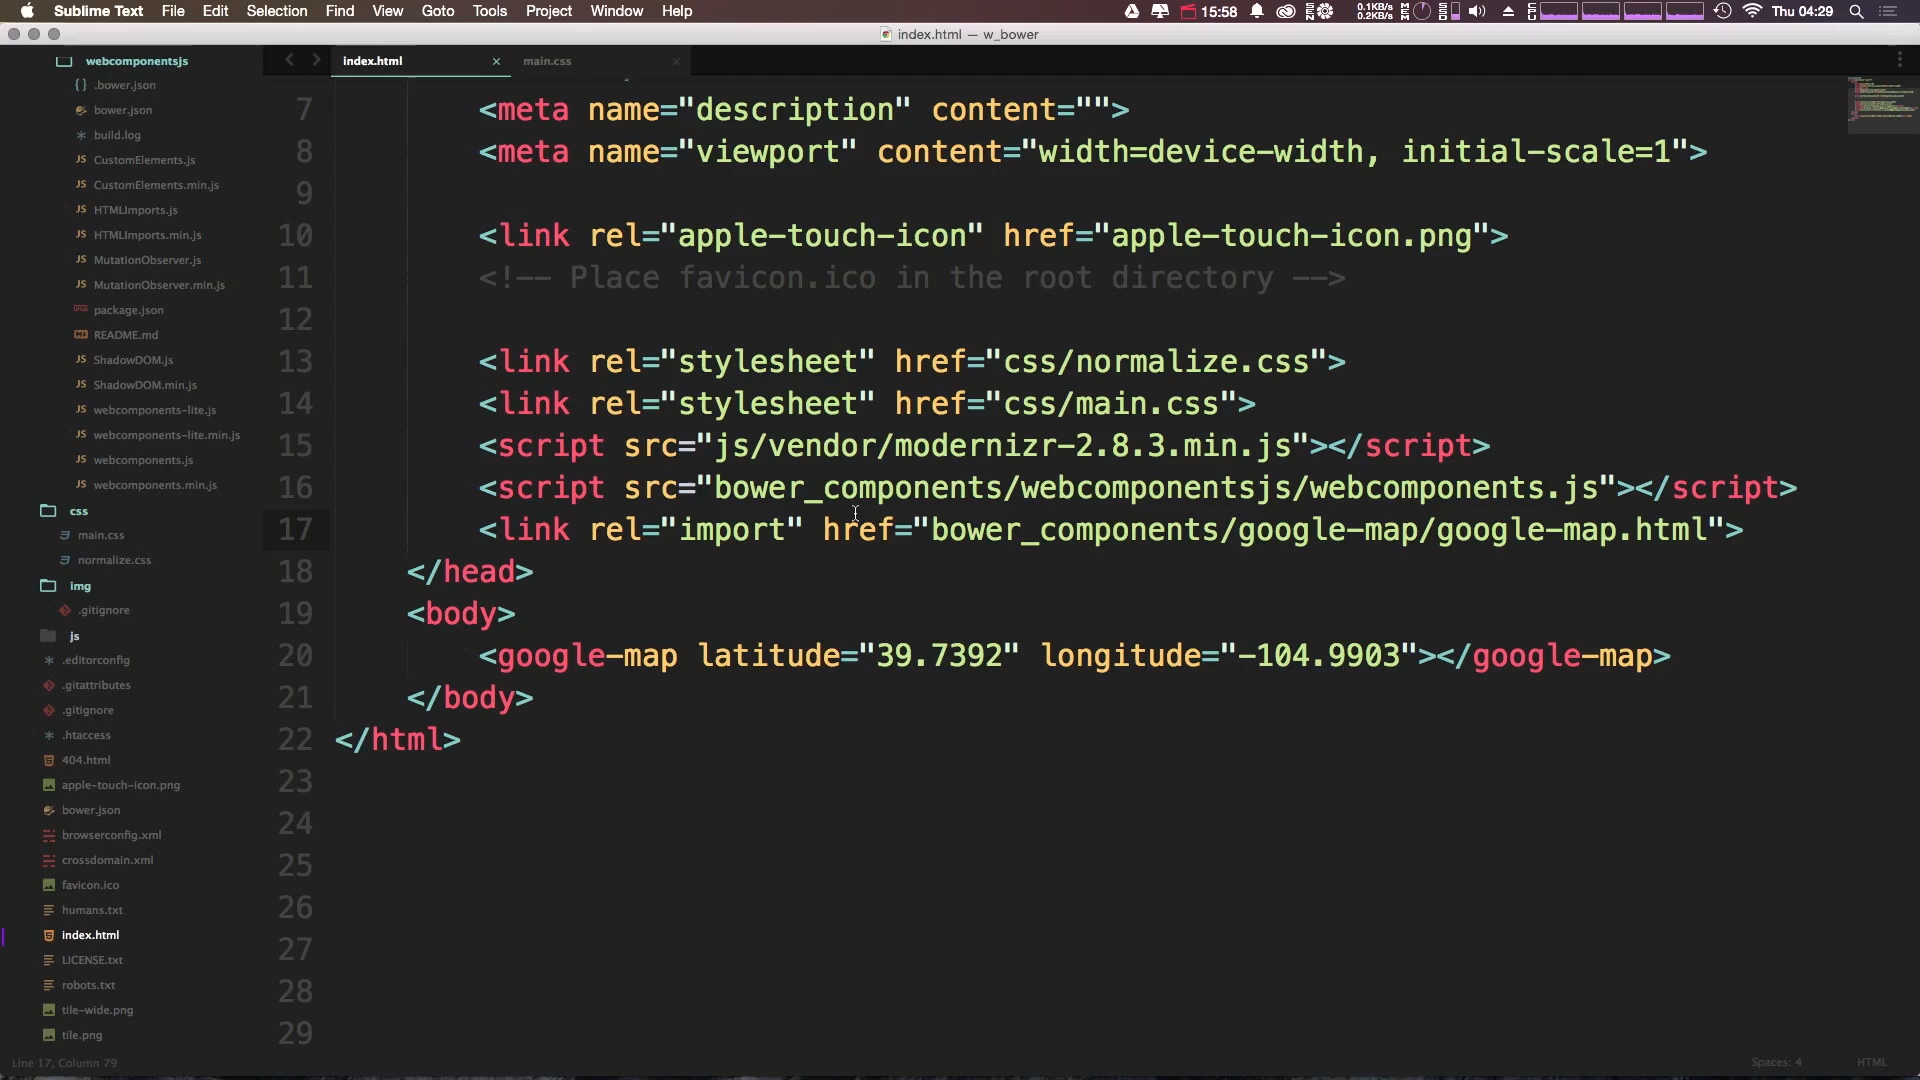 Sublime Text File Edit Selection Find View Goto Tools Project Window Help 0.1KB/s 0.2KB/s 15:58 Thu 04:29
index.html — w_bower
webcomponentsjs
.bower.json
bower.json
build.log
CustomElements.js
CustomElements.min.js
HTMLImports.js
HTMLImports.min.js
MutationObserver.js
MutationObserver.min.js
package.json
README.md
ShadowDOM.js
ShadowDOM.min.js
webcomponents-lite.js
webcomponents-lite.min.js
webcomponents.js
webcomponents.min.js
css
main.css
normalize.css
img
.gitignore
js
.editorconfig
.gitattributes
.gitignore
.htaccess
404.html
apple-touch-icon.png
bower.json
browserconfig.xml
crossdomain.xml
favicon.ico
humans.txt
index.html
LICENSE.txt
robots.txt
tile-wide.png
tile.png
index.html main.css
7 <meta name="description" content="">
8 <meta name="viewport" content="width=device-width, initial-scale=1">
9
10 <link rel="apple-touch-icon" href="apple-touch-icon.png">
11 <!-- Place favicon.ico in the root directory -->
12
13 <link rel="stylesheet" href="css/normalize.css">
14 <link rel="stylesheet" href="css/main.css">
15 <script src="js/vendor/modernizr-2.8.3.min.js"></script>
16 <script src="bower_components/webcomponentsjs/webcomponents.js"></script>
17 <link rel="import" href="bower_components/google-map/google-map.html">
18 </head>
19 <body>
20 <google-map latitude="39.7392" longitude="-104.9903"></google-map>
21 </body>
22 </html>
23
24
25
26
27
28
29
Line 17, Column 79 Spaces: 4 HTML